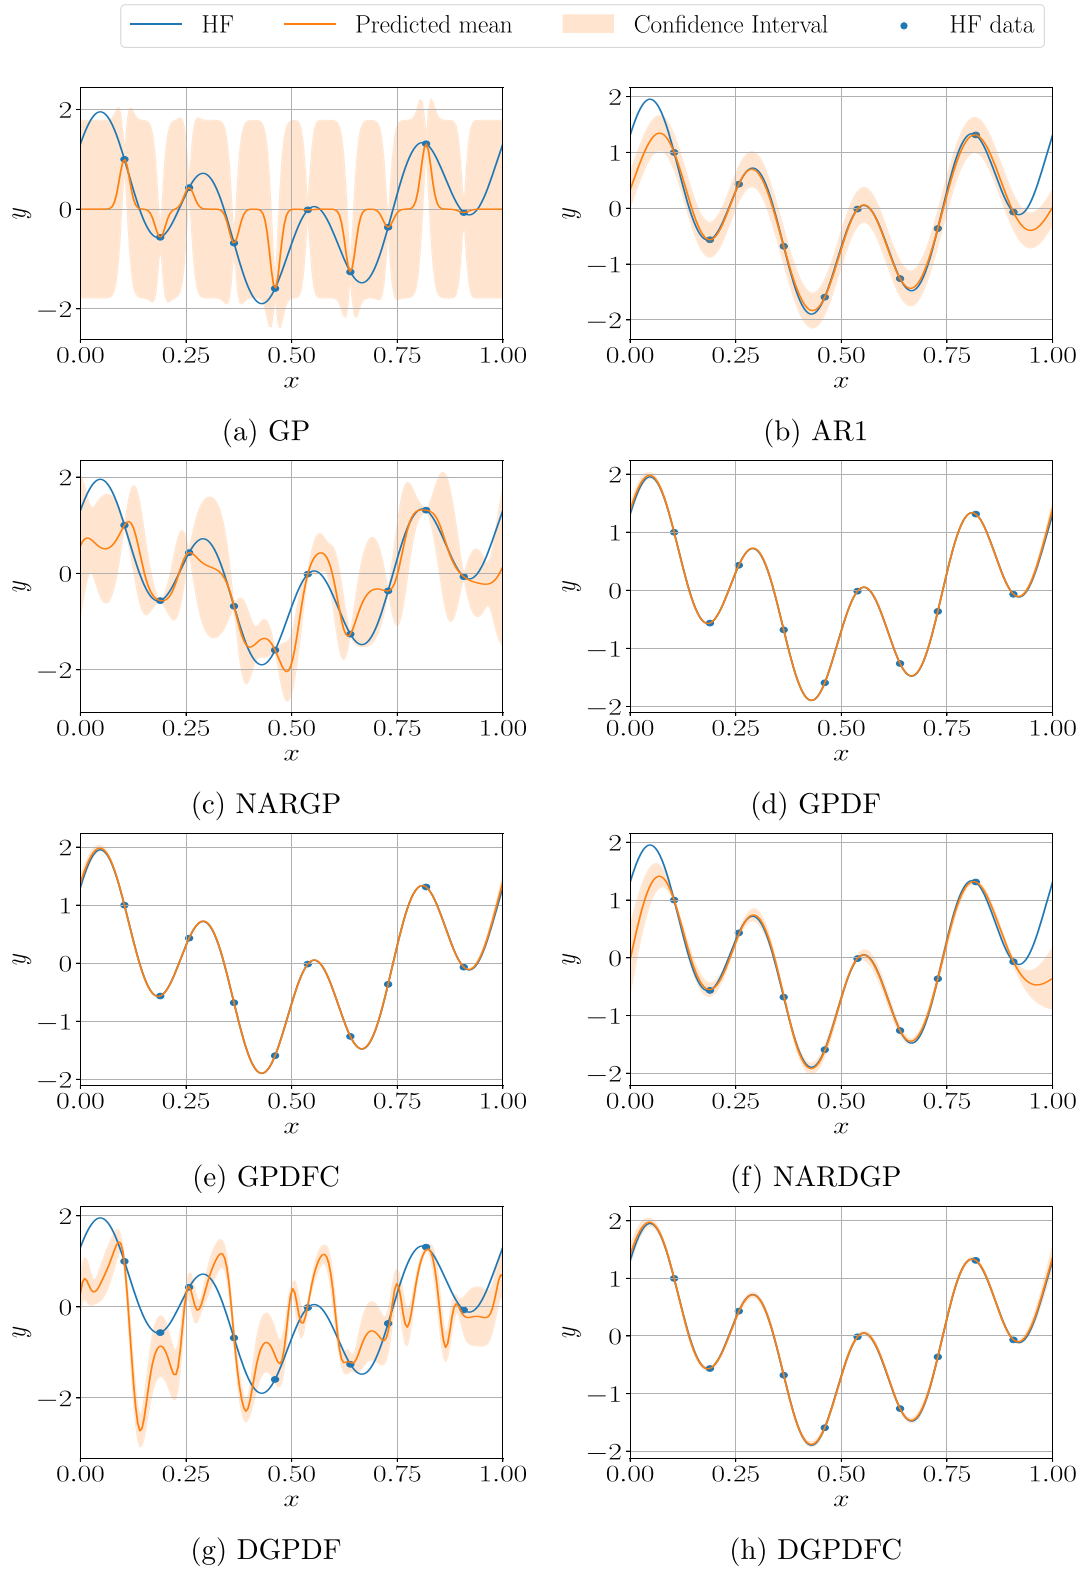 HF Predicted mean Confidence Interval HF data
2
0
−2
0.00 0.25 0.50 0.75 1.00
x
y
(a) GP
2
1
0
−1
−2
0.00 0.25 0.50 0.75 1.00
x
y
(b) AR1
2
0
−2
0.00 0.25 0.50 0.75 1.00
x
y
(c) NARGP
2
1
0
−1
−2
0.00 0.25 0.50 0.75 1.00
x
y
(d) GPDF
2
1
0
−1
−2
0.00 0.25 0.50 0.75 1.00
x
y
(e) GPDFC
2
1
0
−1
−2
0.00 0.25 0.50 0.75 1.00
x
y
(f) NARDGP
2
0
−2
0.00 0.25 0.50 0.75 1.00
x
y
(g) DGPDF
2
1
0
−1
−2
0.00 0.25 0.50 0.75 1.00
x
y
(h) DGPDFC